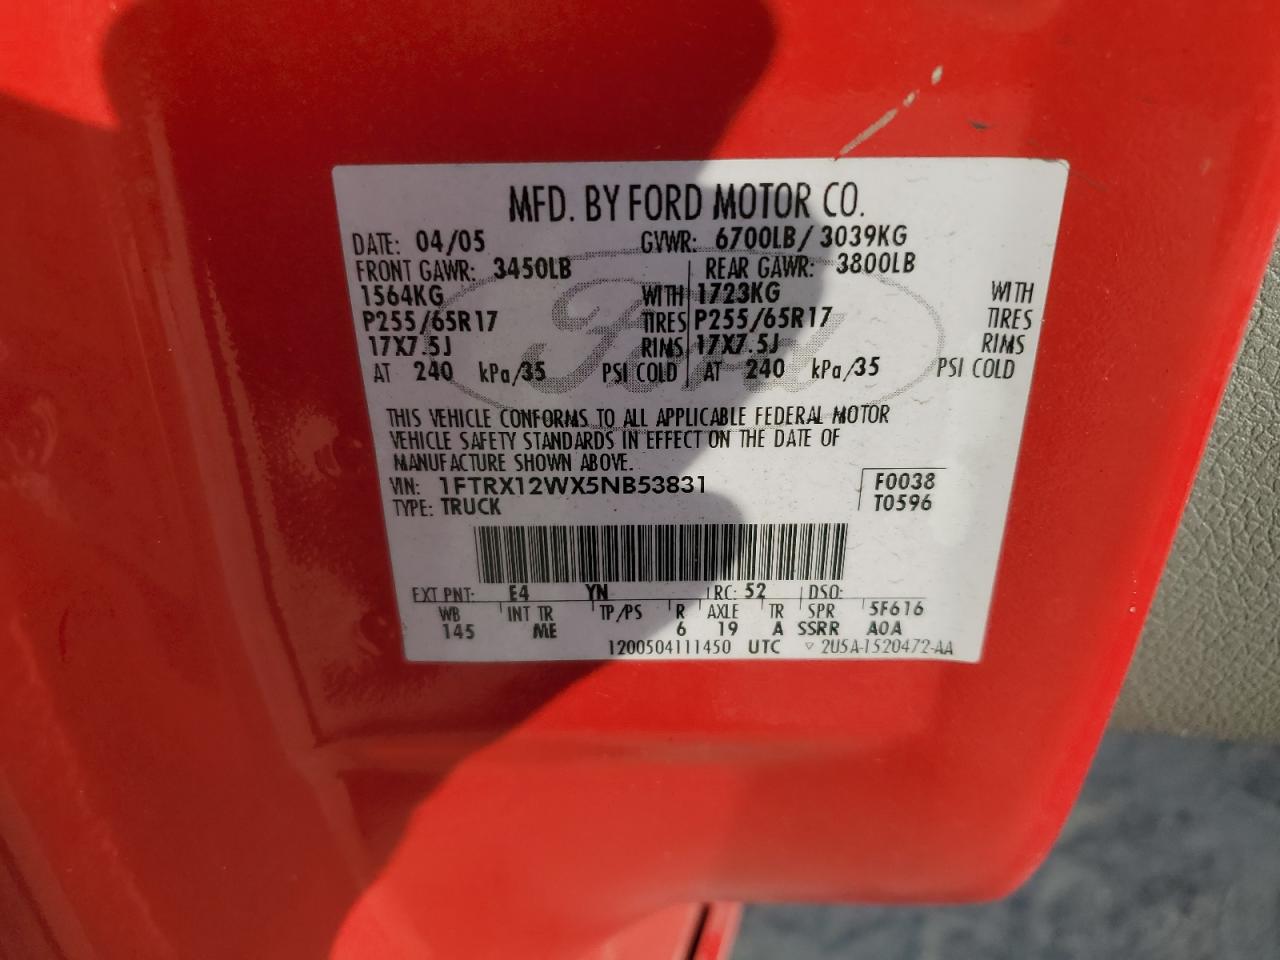 MFD. BY FORD MOTOR CO.
DATE: 04/05 GVWR: 6700LB/ 3039KG
FRONT GAWR: 3450LB REAR GAWR: 3800LB
1564KG WITH 1723KG WITH
P255/65R17 TIRES P255/65R17 TIRES
17X7.5J RIMS 17X7.5J RIMS
AT 240 kPa/35 PSI COLD AT 240 kPa/35 PSI COLD
Ford
THIS VEHICLE CONFORMS TO ALL APPLICABLE FEDERAL MOTOR
VEHICLE SAFETY STANDARDS IN EFFECT ON THE DATE OF
MANUFACTURE SHOWN ABOVE.
VIN: 1FTRX12WX5NB53831 F0038
TYPE: TRUCK T0596
EXT PNT: E4 YN RC: 52 DSO:
WB INT TR TP/PS R AXLE TR SPR 5F616
145 ME 6 19 A SSRR A0A
1200504111450 UTC ▽ 2U5A-1520472-AA